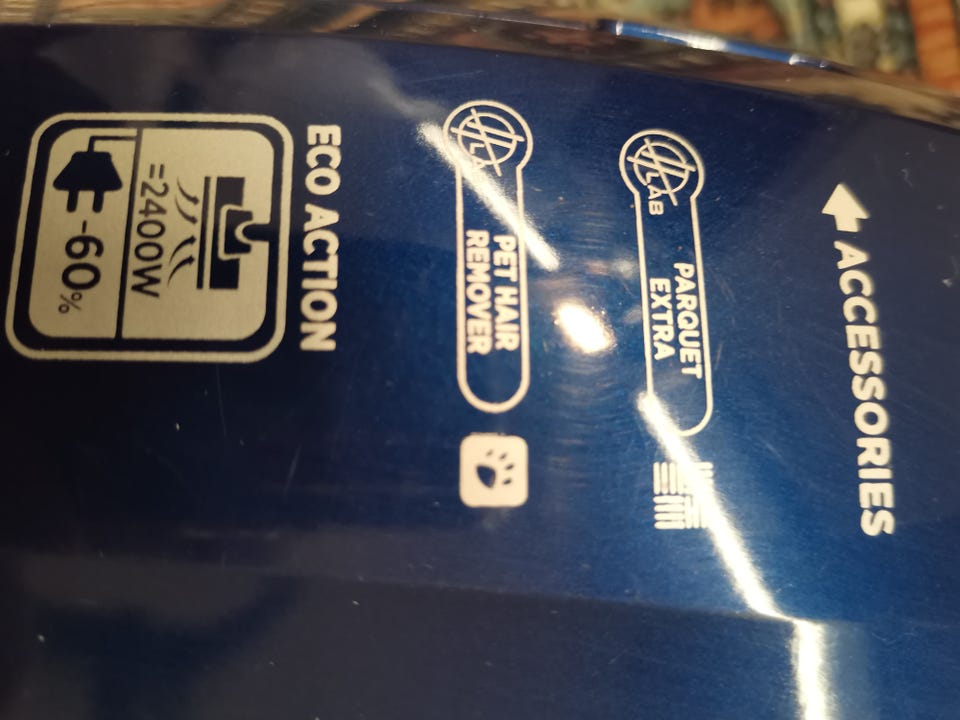 ACCESSORIES
LAB
PARQUET
EXTRA
PET HAIR
REMOVER
ECO ACTION
=2400W
-60%